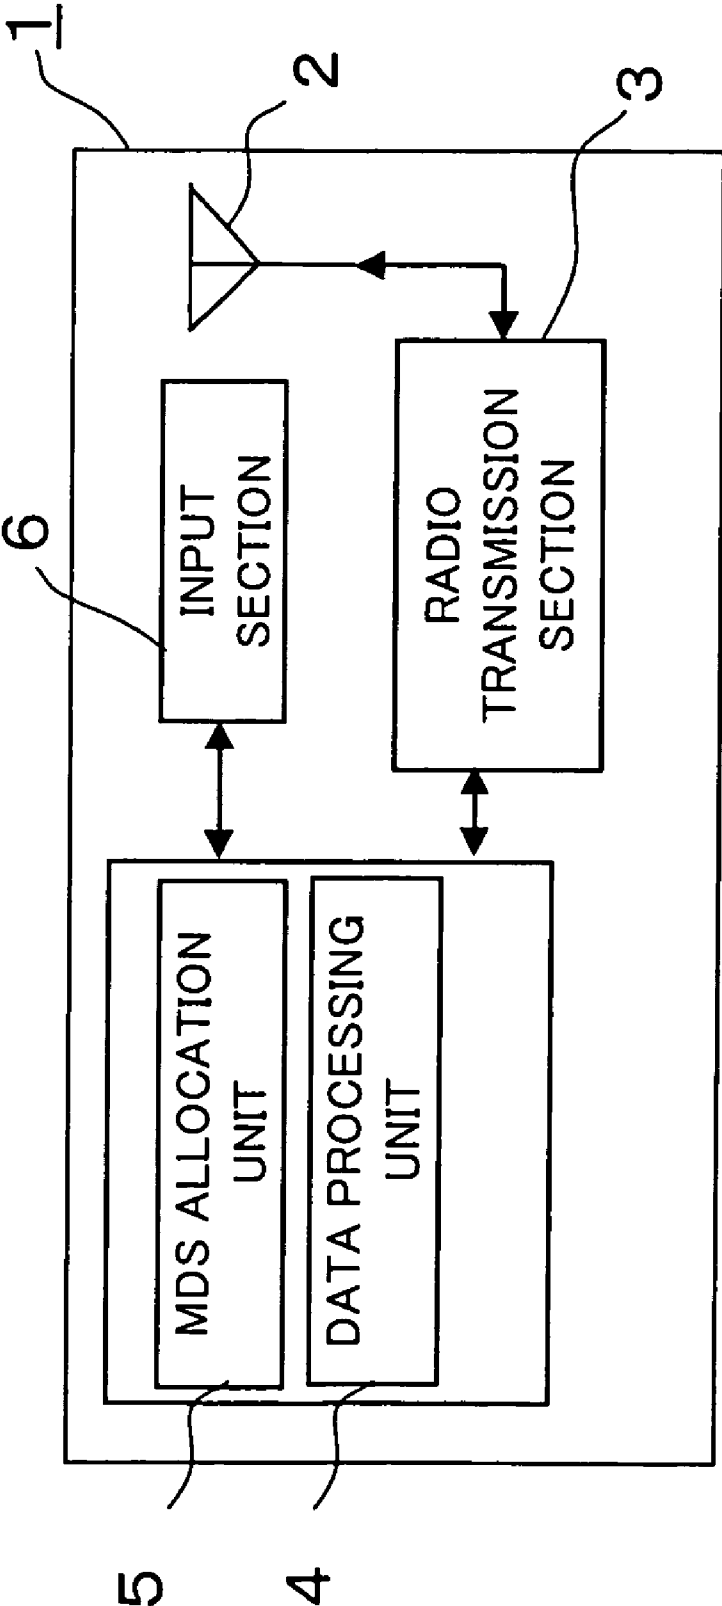 1
6
5
MDS ALLOCATION
UNIT
INPUT
SECTION
2
4
DATA PROCESSING
UNIT
RADIO
TRANSMISSION
SECTION
3